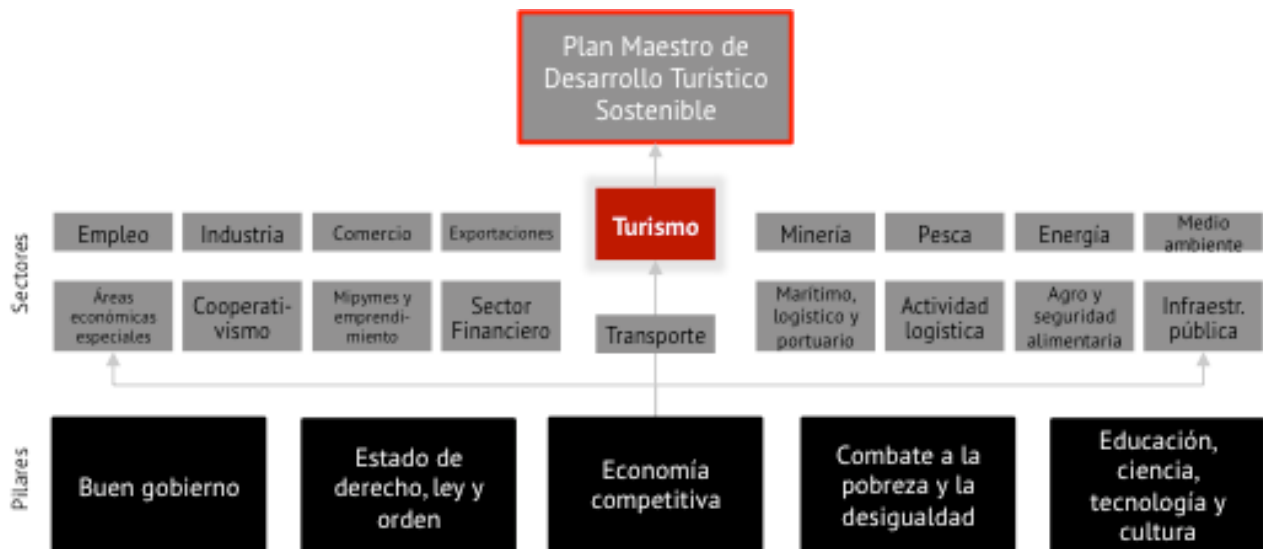 Plan Maestro de
Desarrollo Turístico
Sostenible
Sectores
Empleo
Industria
Comercio
Exportaciones
Turismo
Minería
Pesca
Energía
Medio
ambiente
Áreas
económicas
especiales
Cooperati-
vismo
Mipymes y
emprendi-
miento
Sector
Financiero
Transporte
Marítimo,
logístico y
portuario
Actividad
logística
Agro y
seguridad
alimentaria
Infraestr.
pública
Pilares
Buen gobierno
Estado de
derecho, ley y
orden
Economía
competitiva
Combate a la
pobreza y la
desigualdad
Educación,
ciencia,
tecnología y
cultura